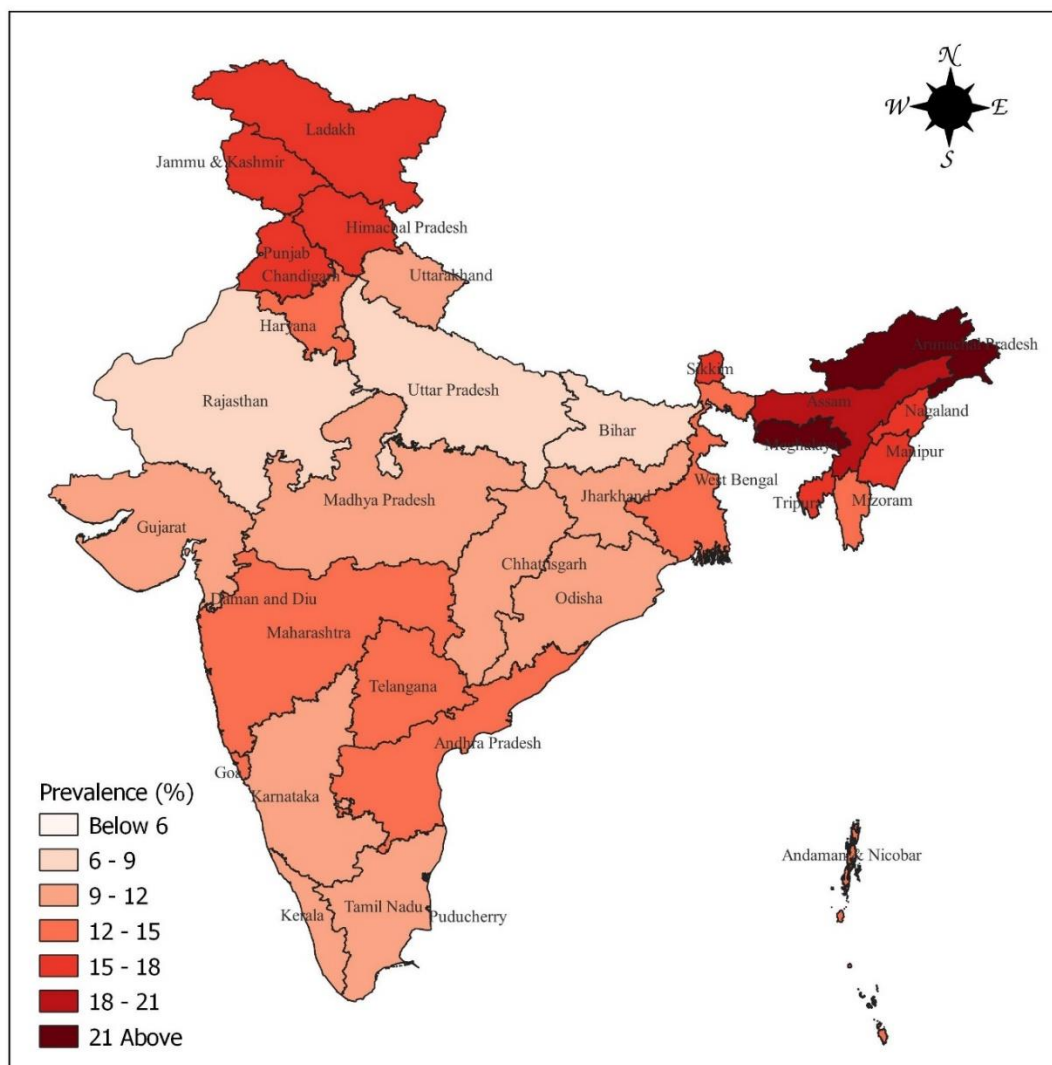 N
W
E
S
Ladakh
Jammu & Kashmir
Himachal Pradesh
Punjab
Chandigarh
Uttarakhand
Haryana
Arunachal Pradesh
Sikkim
Uttar Pradesh
Rajasthan
Assam
Nagaland
Bihar
Meghalaya
Manipur
West Bengal
Madhya Pradesh
Jharkhand
Tripura
Mizoram
Gujarat
Chhattisgarh
Daman and Diu
Odisha
Maharashtra
Telangana
Andhra Pradesh
Goa
Karnataka
Andaman & Nicobar
Kerala
Tamil Nadu
Puducherry
Prevalence (%)
Below 6
6 - 9
9 - 12
12 - 15
15 - 18
18 - 21
21 Above